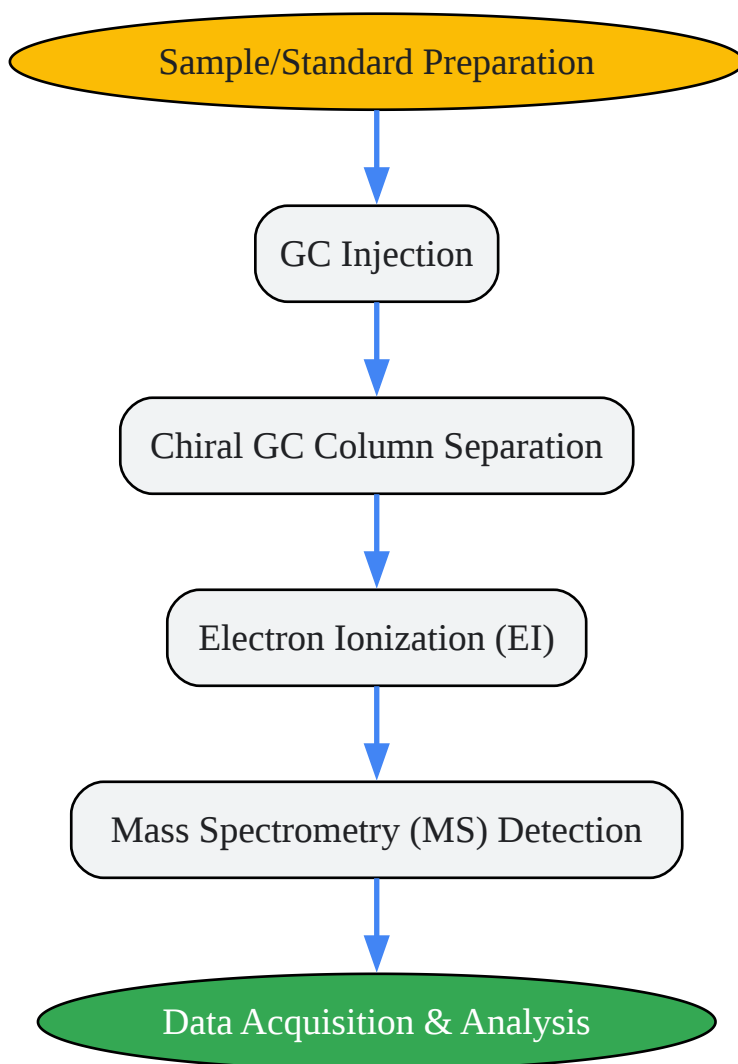 Sample/Standard Preparation
GC Injection
Chiral GC Column Separation
Electron Ionization (EI)
Mass Spectrometry (MS) Detection
Data Acquisition & Analysis